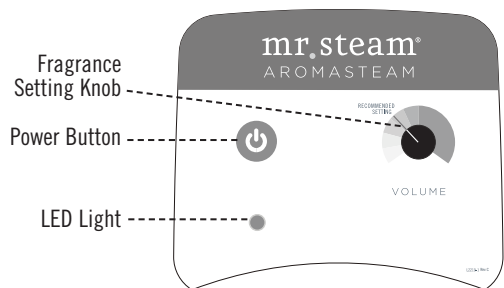 mr.steam®
AROMASTEAM
Fragrance
Setting Knob
RECOMMENDED
SETTING
Power Button
VOLUME
LED Light